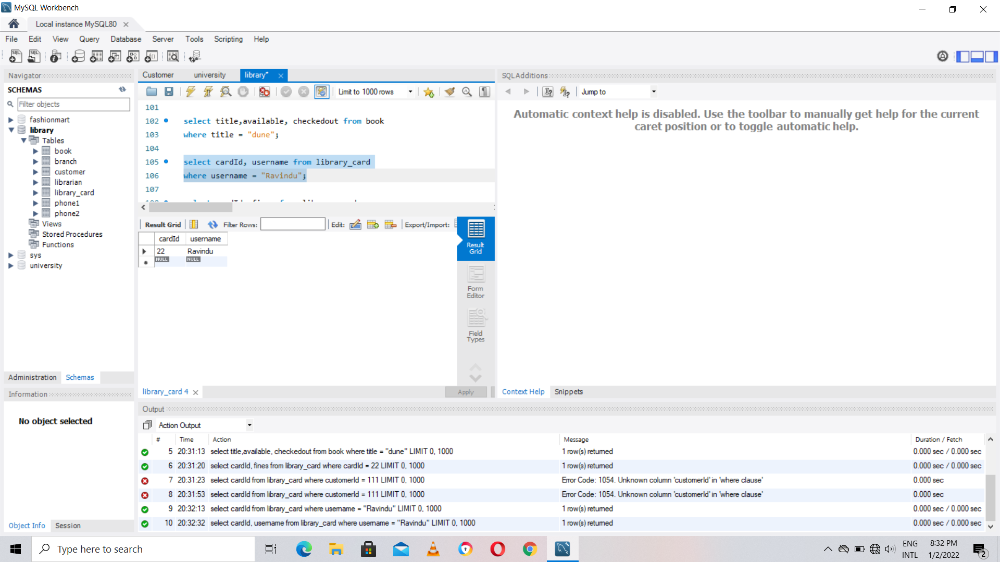 MySQL Workbench
Local instance MySQL80
File Edit View Query Database Server Tools Scripting Help
Navigator
SCHEMAS
Filter objects
fashionmart
library
Tables
book
branch
customer
librarian
library_card
phone1
phone2
Views
Stored Procedures
Functions
sys
university
Administration Schemas
Information
No object selected
Object Info Session
Customer university library*
Limit to 1000 rows
101
102 select title,available, checkedout from book
103 where title = "dune";
104
105 select cardId, username from library_card
106 where username = "Ravindu";
107
Result Grid Filter Rows: Edit: Export/Import:
cardId username
22 Ravindu
NULL NULL
Result
Grid
Form
Editor
Field
Types
library_card 4 Apply
SQLAdditions
Jump to
Automatic context help is disabled. Use the toolbar to manually get help for the current
caret position or to toggle automatic help.
Context Help Snippets
Output
Action Output
# Time Action Message Duration / Fetch
5 20:31:13 select title,available, checkedout from book where title = "dune" LIMIT 0, 1000 1 row(s) returned 0.000 sec / 0.000 sec
6 20:31:20 select cardId, fines from library_card where cardId = 22 LIMIT 0, 1000 1 row(s) returned 0.000 sec / 0.000 sec
7 20:31:23 select cardId from library_card where customerId = 111 LIMIT 0, 1000 Error Code: 1054. Unknown column 'customerId' in 'where clause' 0.000 sec
8 20:31:53 select cardId from library_card where customerId = 111 LIMIT 0, 1000 Error Code: 1054. Unknown column 'customerId' in 'where clause' 0.000 sec
9 20:32:13 select cardId from library_card where username = "Ravindu" LIMIT 0, 1000 1 row(s) returned 0.000 sec / 0.000 sec
10 20:32:32 select cardId, username from library_card where username = "Ravindu" LIMIT 0, 1000 1 row(s) returned 0.000 sec / 0.000 sec
Type here to search
ENG
INTL
8:32 PM
1/2/2022
2